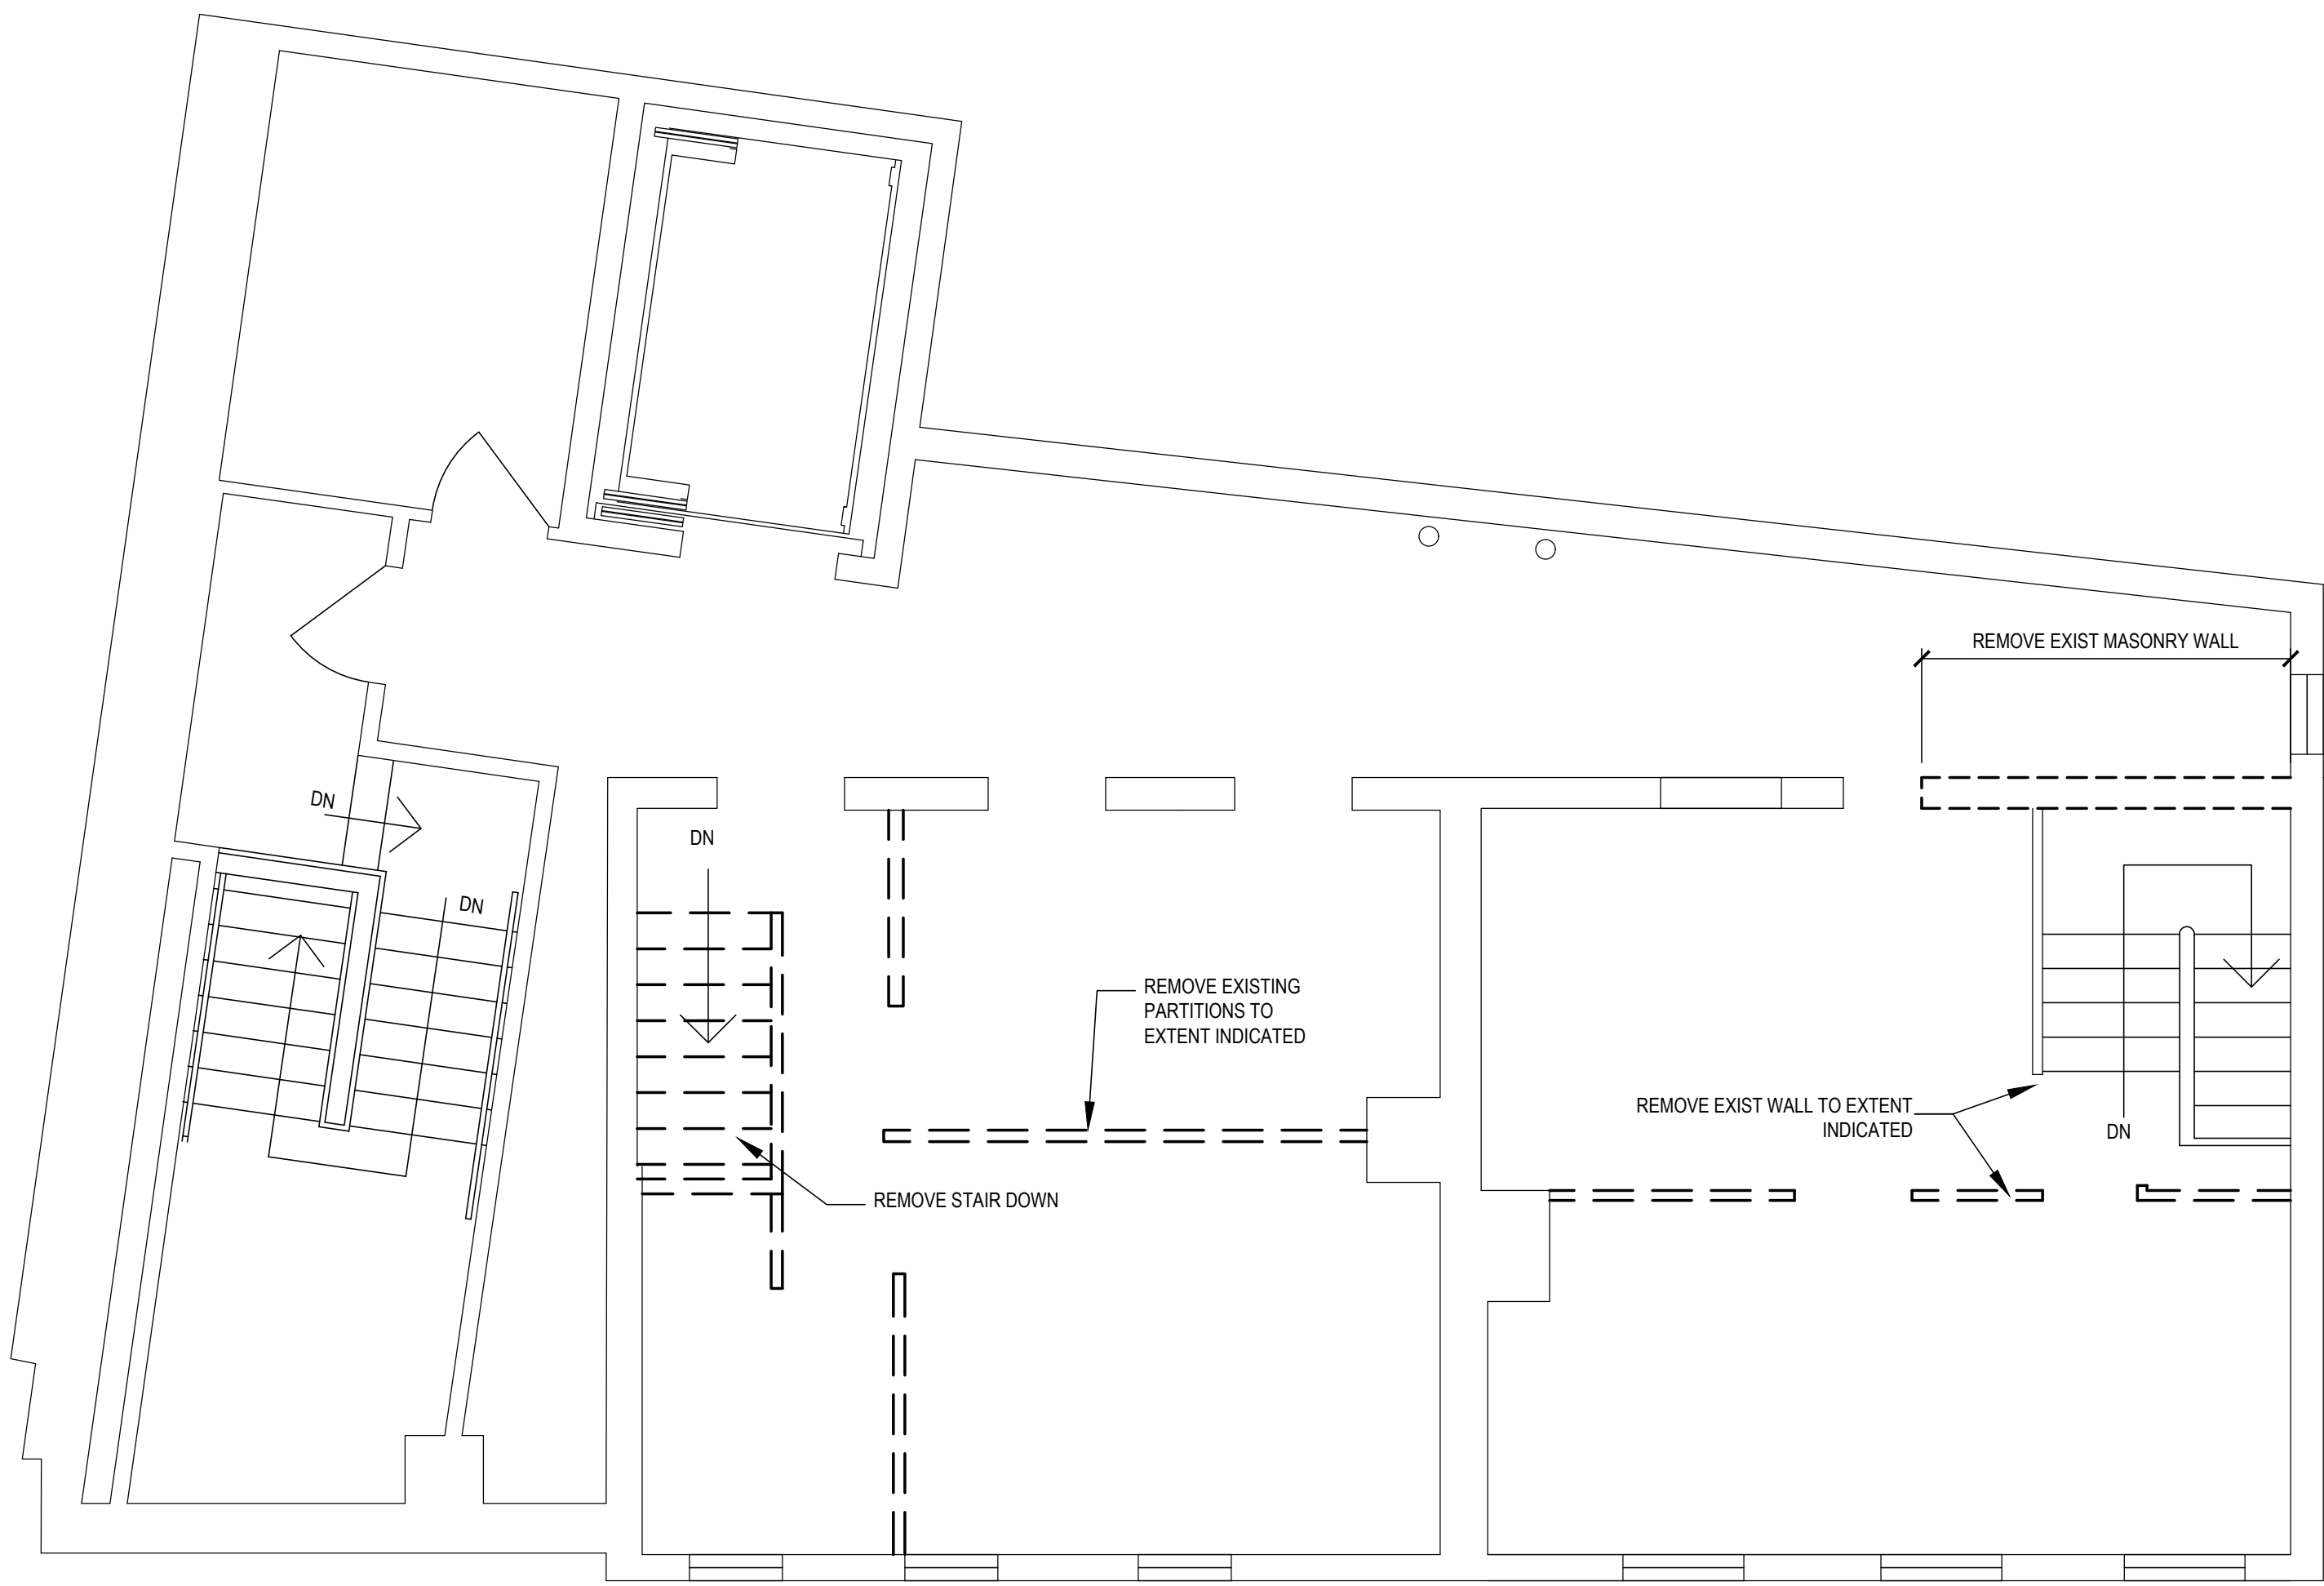 REMOVE EXIST MASONRY WALL
DN
DN
DN
REMOVE EXISTING
PARTITIONS TO
EXTENT INDICATED
REMOVE EXIST WALL TO EXTENT
INDICATED
DN
REMOVE STAIR DOWN